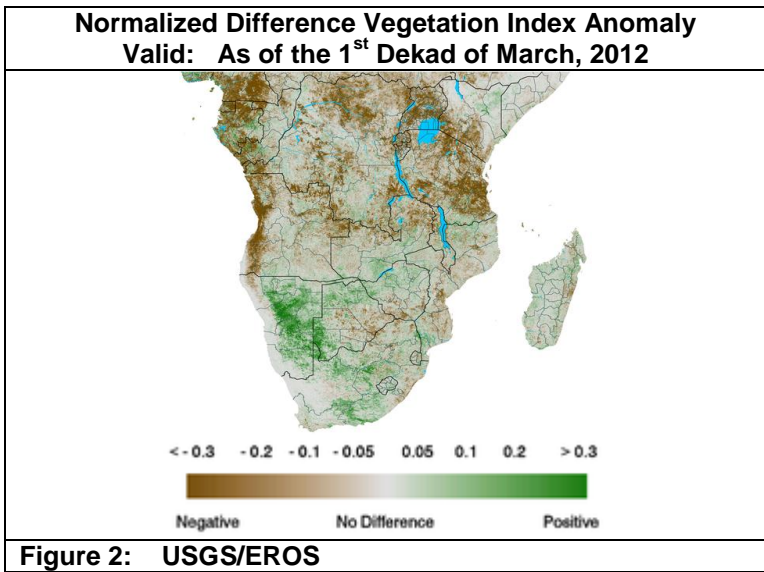 Normalized Difference Vegetation Index Anomaly
Valid: As of the 1st Dekad of March, 2012
< - 0.3 - 0.2 - 0.1 - 0.05 0.05 0.1 0.2 > 0.3
Negative No Difference Positive
Figure 2: USGS/EROS